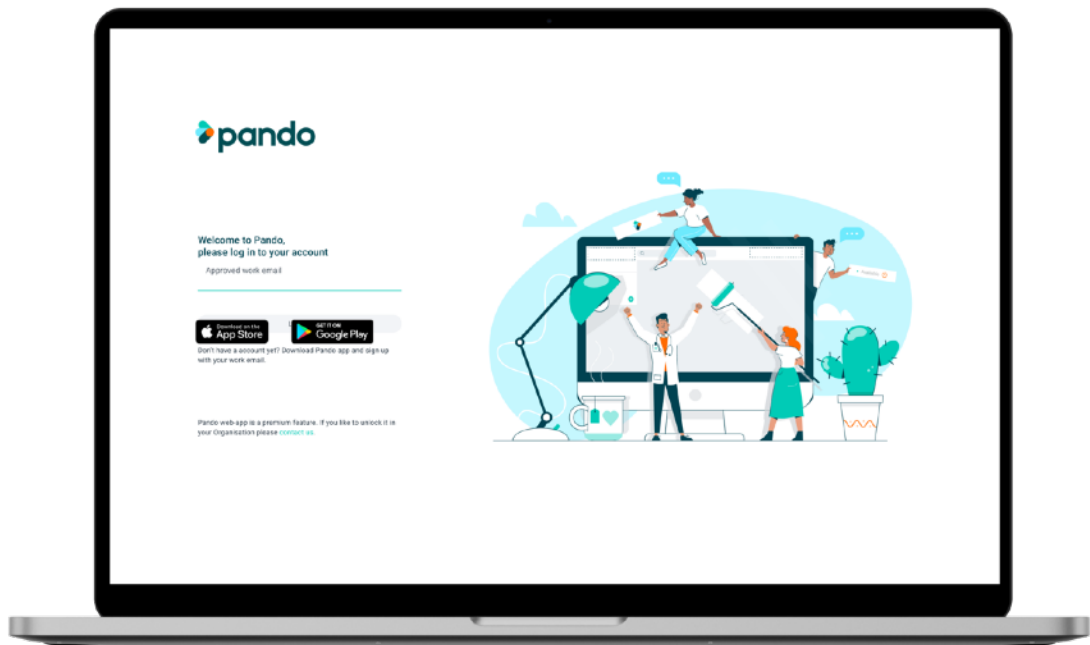 pando
Welcome to Pando,
please log in to your account
Approved work email
Download on the
App Store
GET IT ON
Google Play
Don't have a account yet? Download Pando app and sign up
with your work email.
Pando web-app is a premium feature. If you like to unlock it in
your Organisation please contact us